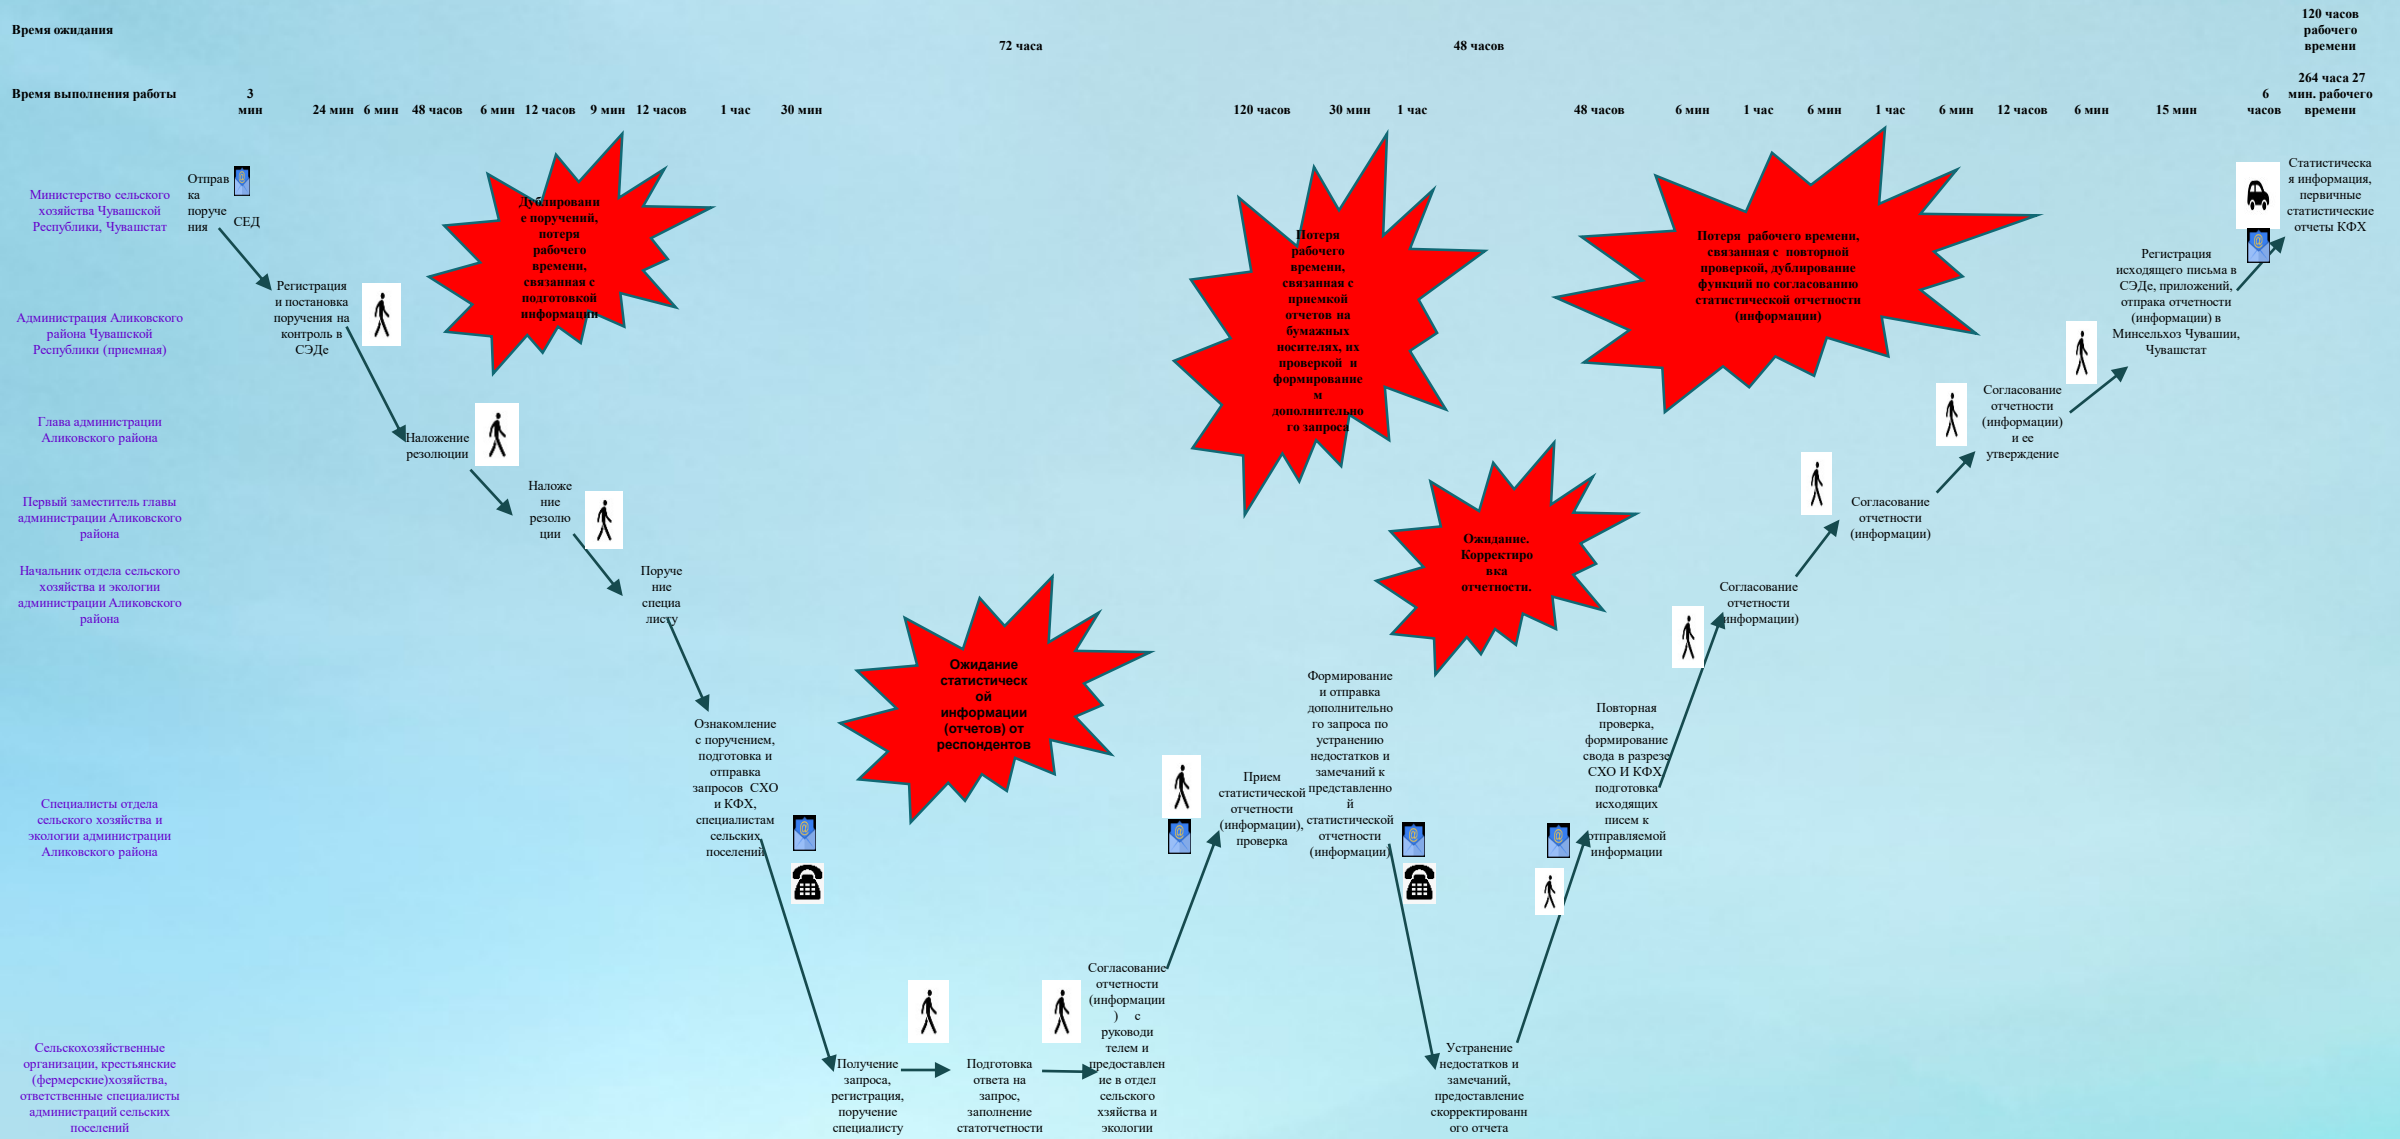 Время ожидания
72 часа
48 часов
120 часов
рабочего
времени
Время выполнения работы
3
мин
24 мин
6 мин
48 часов
6 мин
12 часов
9 мин
12 часов
1 час
30 мин
120 часов
30 мин
1 час
48 часов
6 мин
1 час
6 мин
1 час
6 мин
12 часов
6 мин
15 мин
6
часов
264 часа 27
мин. рабочего
времени
Министерство сельского
хозяйства Чувашской
Республики, Чувашстат
Отправ
ка
поруче
ния
СЕД
Администрация Аликовского
района Чувашской
Республики (приемная)
Регистрация
и постановка
поручения на
контроль в
СЭДе
Глава администрации
Аликовского района
Наложение
резолюции
Первый заместитель главы
администрации Аликовского
района
Наложе
ние
резолю
ции
Начальник отдела сельского
хозяйства и экологии
администрации Аликовского
района
Поруче
ние
специа
листу
Специалисты отдела
сельского хозяйства и
экологии администрации
Аликовского района
Ознакомление
с поручением,
подготовка и
отправка
запросов СХО
и КФХ,
специалистам
сельских
поселений
Сельскохозяйственные
организации, крестьянские
(фермерские)хозяйства,
ответственные специалисты
администраций сельских
поселений
Получение
запроса,
регистрация,
поручение
специалисту
Подготовка
ответа на
запрос,
заполнение
статотчетности
Согласование
отчетности
(информации
) с
руководи
телем и
предоставлен
ие в отдел
сельского
хзяйства и
экологии
Прием
статистической
отчетности
(информации),
проверка
Формирование
и отправка
дополнительно
го запроса по
устранению
недостатков и
замечаний к
представленно
й
статистической
отчетности
(информации)
Устранение
недостатков и
замечаний,
предоставление
скорректированн
ого отчета
Повторная
проверка,
формирование
свода в разрезе
СХО И КФХ,
подготовка
исходящих
писем к
отправляемой
информации
Согласование
отчетности
(информации)
Согласование
отчетности
(информации)
Согласование
отчетности
(информации)
и ее
утверждение
Регистрация
исходящего письма в
СЭДе, приложений,
отпрака отчетности
(информации) в
Минсельхоз Чувашии,
Чувашстат
Статистическа
я информация,
первичные
статистические
отчеты КФХ
Дублировани
е поручений,
потеря
рабочего
времени,
связанная с
подготовкой
информации
Ожидание
статистическ
ой
информации
(отчетов) от
респондентов
Потеря
рабочего
времени,
связанная с
приемкой
отчетов на
бумажных
носителях, их
проверкой и
формирование
м
дополнительно
го запроса
Ожидание.
Корректиро
вка
отчетности.
Потеря рабочего времени,
связанная с повторной
проверкой, дублирование
функций по согласованию
статистической отчетности
(информации)